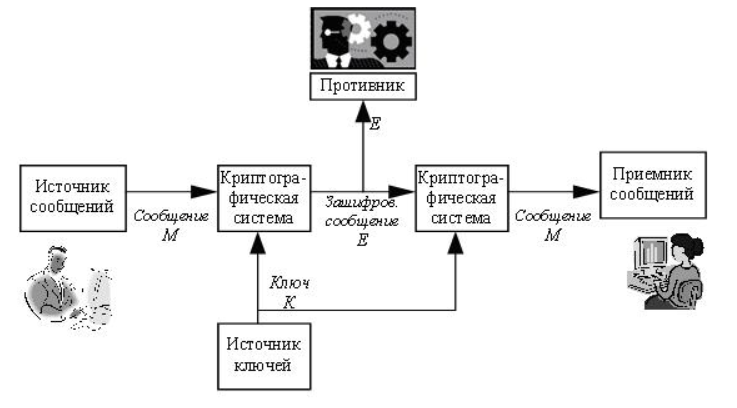 Противник
E
Источник
сообщений
Криптогра-
фическая
система
Криптогра-
фическая
система
Приемник
сообщений
Сообщение
M
Зашифров.
сообщение
E
Сообщение
M
Ключ
K
Источник
ключей